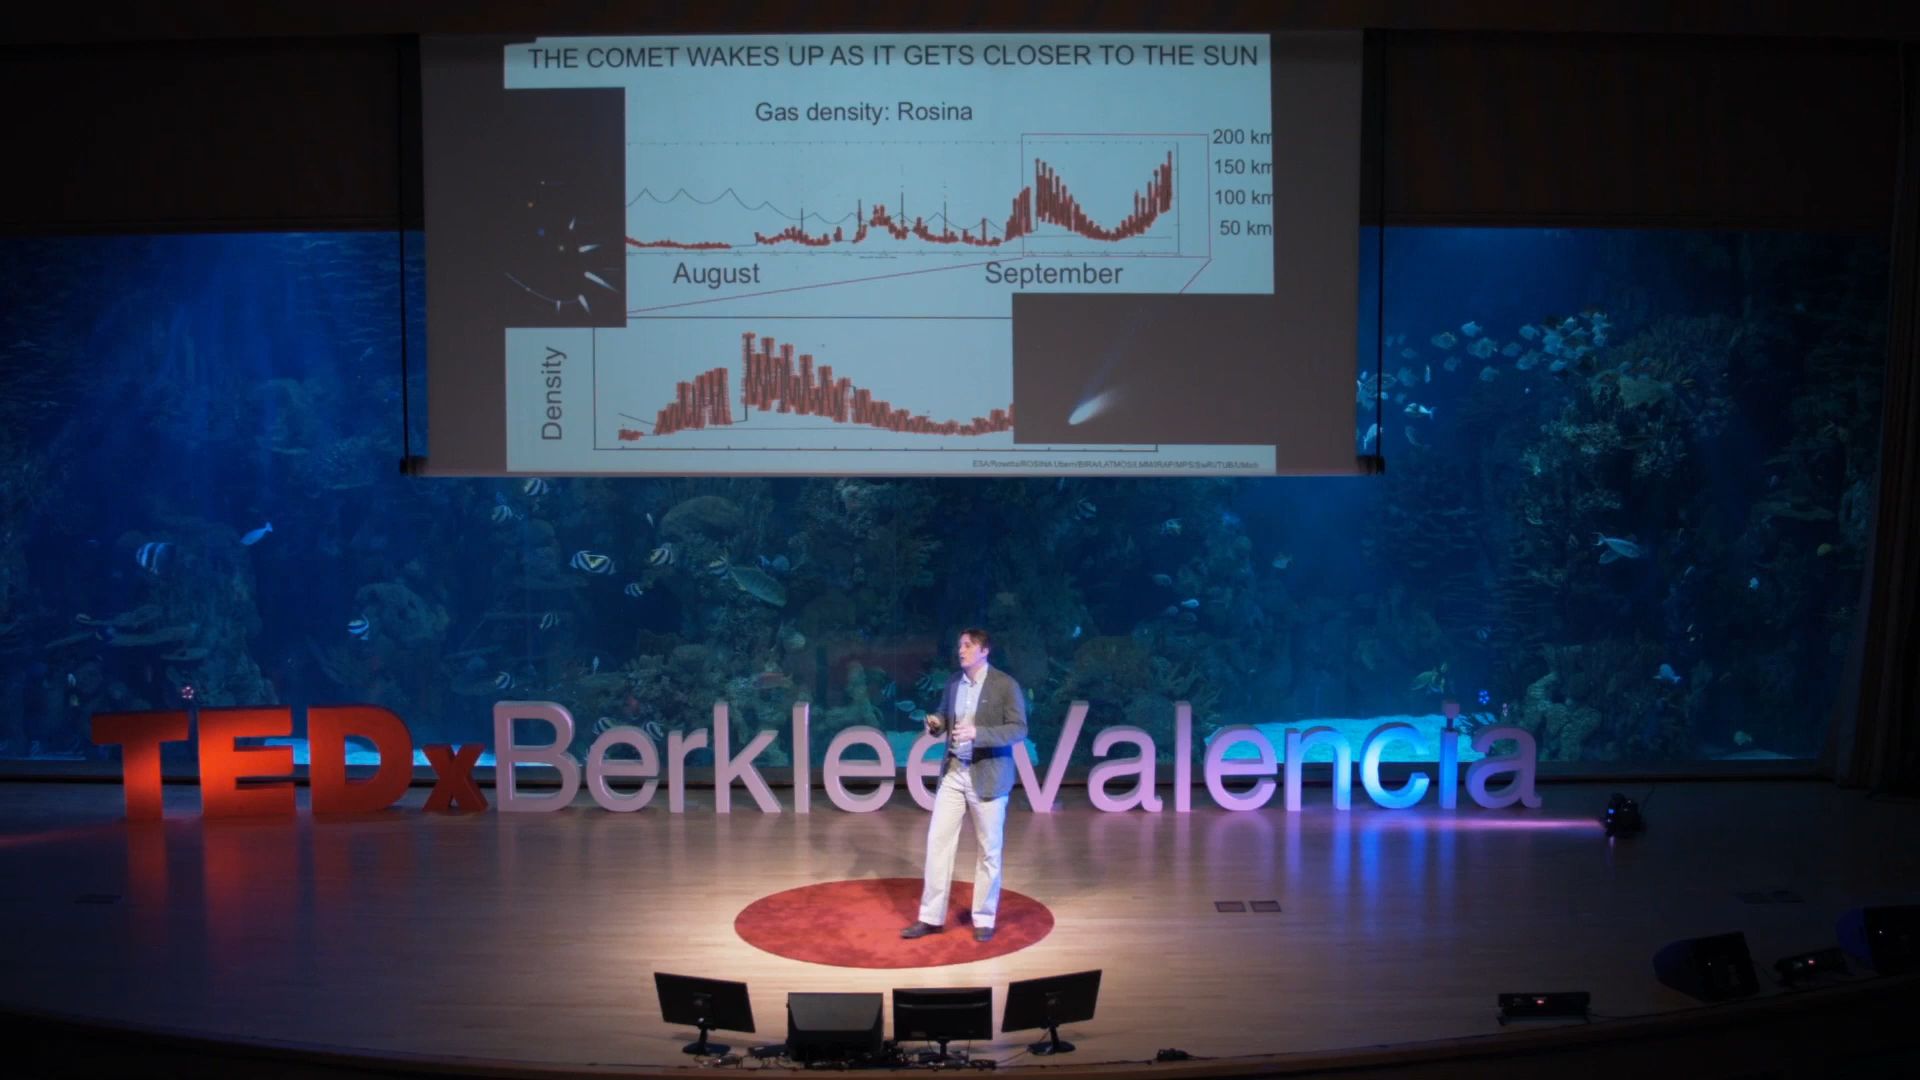 THE COMET WAKES UP AS IT GETS CLOSER TO THE SUN
Gas density: Rosina
200 km
150 km
100 km
50 km
August
September
Density
TEDxBerkleeValencia